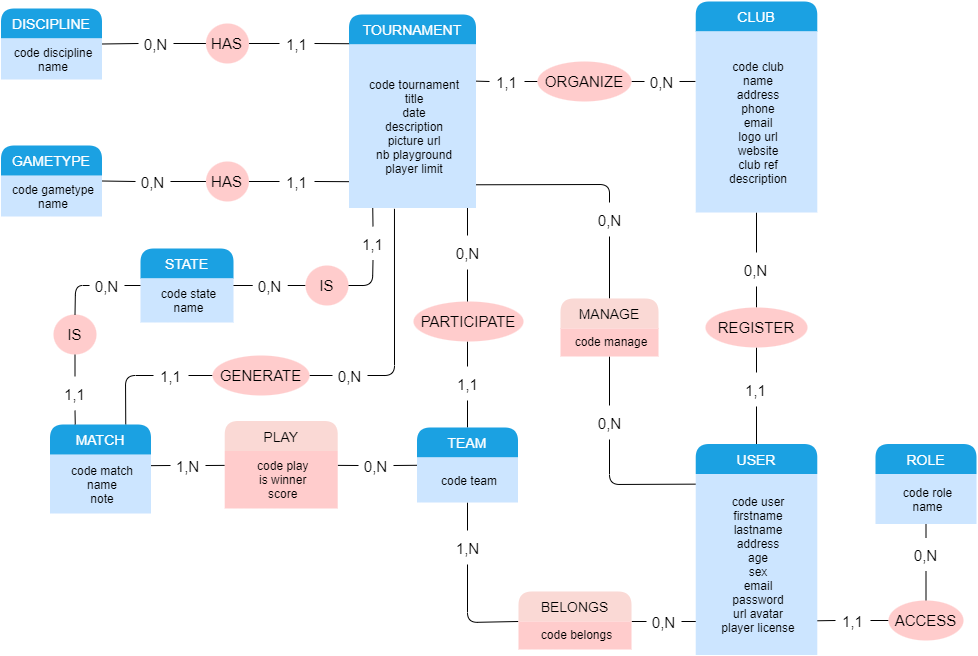 DISCIPLINE
code discipline
name
0,N
HAS
1,1
TOURNAMENT
code tournament
title
date
description
picture url
nb playground
player limit
1,1
ORGANIZE
0,N
CLUB
code club
name
address
phone
email
logo url
website
club ref
description
GAMETYPE
code gametype
name
0,N
HAS
1,1
1,1
0,N
0,N
0,N
STATE
code state
name
0,N
IS
0,N
IS
1,1
PARTICIPATE
1,1
MANAGE
code manage
0,N
REGISTER
1,1
1,1
GENERATE
0,N
MATCH
code match
name
note
1,N
PLAY
code play
is winner
score
0,N
TEAM
code team
1,N
BELONGS
code belongs
0,N
USER
code user
firstname
lastname
address
age
sex
email
password
url avatar
player license
1,1
ROLE
code role
name
0,N
ACCESS